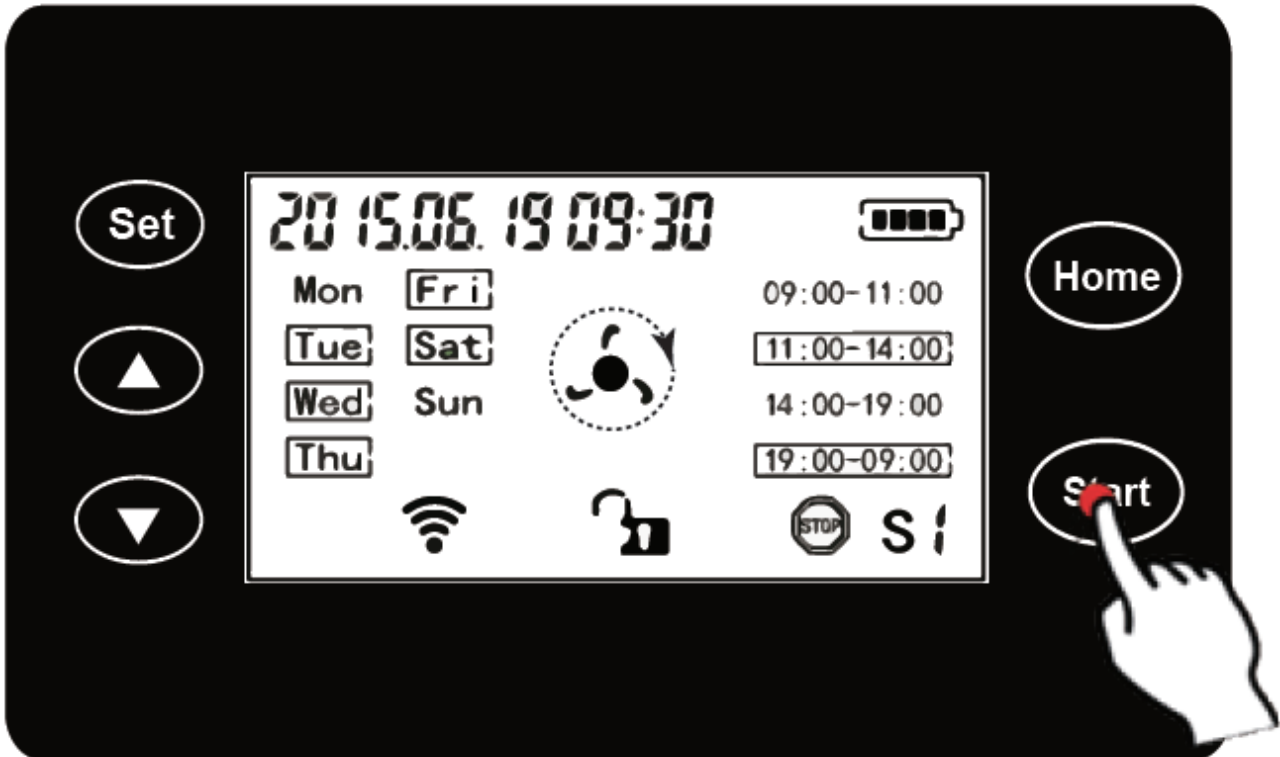 Set
2015.06.19 09:30
Mon Fri
Tue Sat
Wed Sun
Thu
09:00-11:00
11:00-14:00
14:00-19:00
19:00-09:00
STOP S1
Home
Start